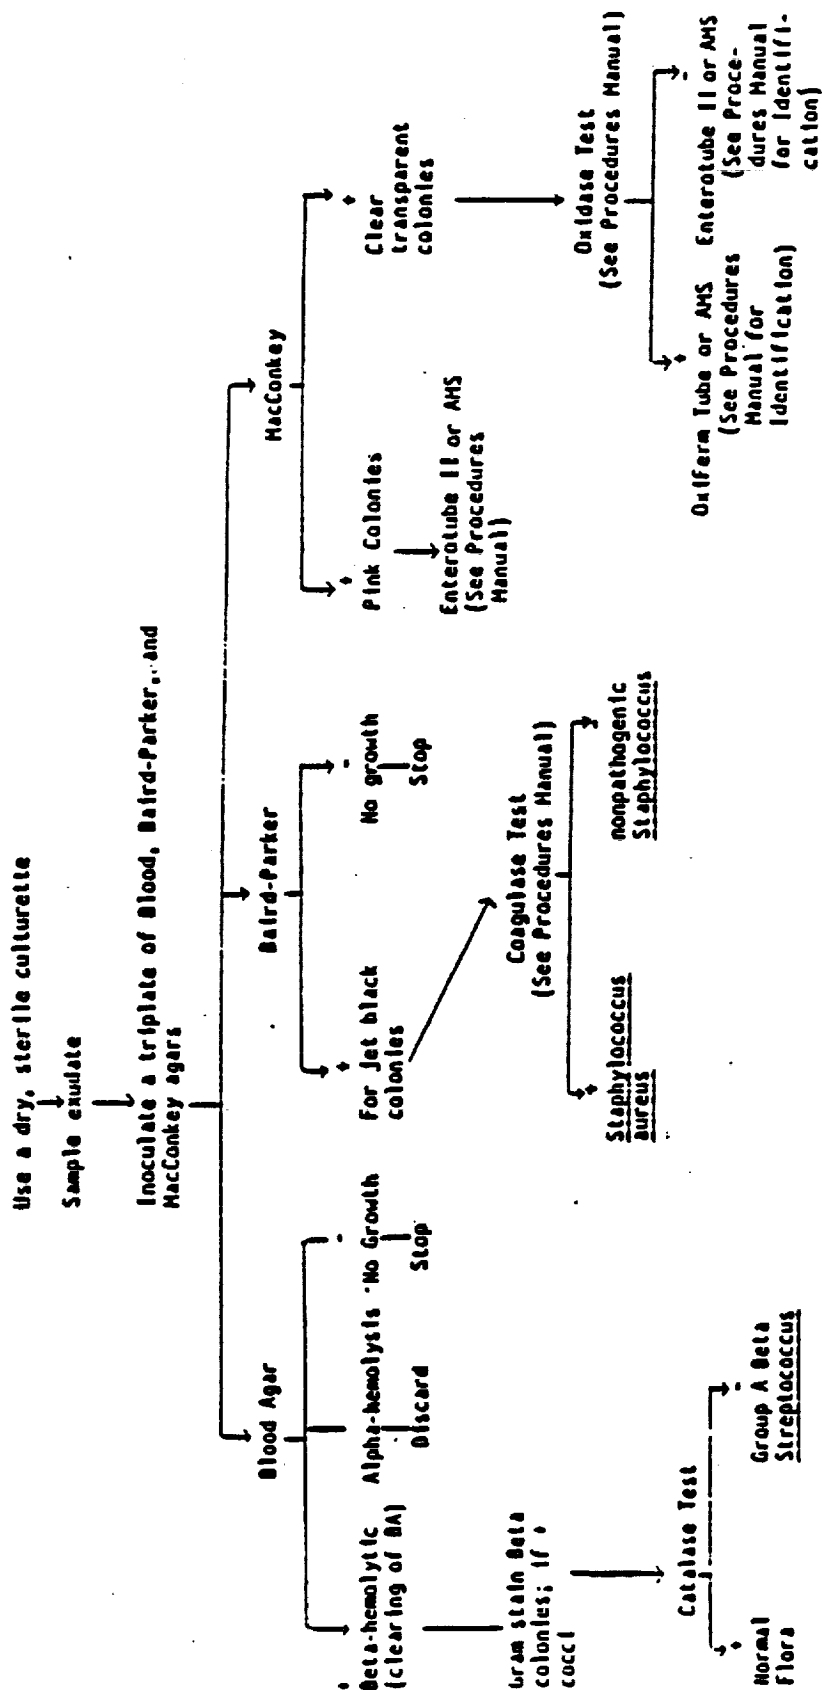 Use a dry, sterile culturette
Sample exudate
Inoculate a triplate of Blood, Baird-Parker, and
MacConkey agars
Blood Agar
+
Beta-hemolytic
(clearing of BA)
Gram stain Beta
colonies; if +
cocci
Catalase Test
+
Normal
Flora
-
Group A Beta
Streptococcus
Alpha-hemolysis
Discard
-
No Growth
Stop
Baird-Parker
+
For jet black
colonies
Coagulase Test
(See Procedures Manual)
+
Staphylococcus
aureus
-
nonpathogenic
Staphylococcus
-
No growth
Stop
MacConkey
+
Pink Colonies
Enterotube II or AMS
(See Procedures
Manual)
+
Clear
transparent
colonies
Oxidase Test
(See Procedures Manual)
+
Oxiferm Tube or AMS
(See Procedures
Manual for
Identification)
-
Enterotube II or AMS
(See Proce-
dures Manual
for Identifi-
cation)